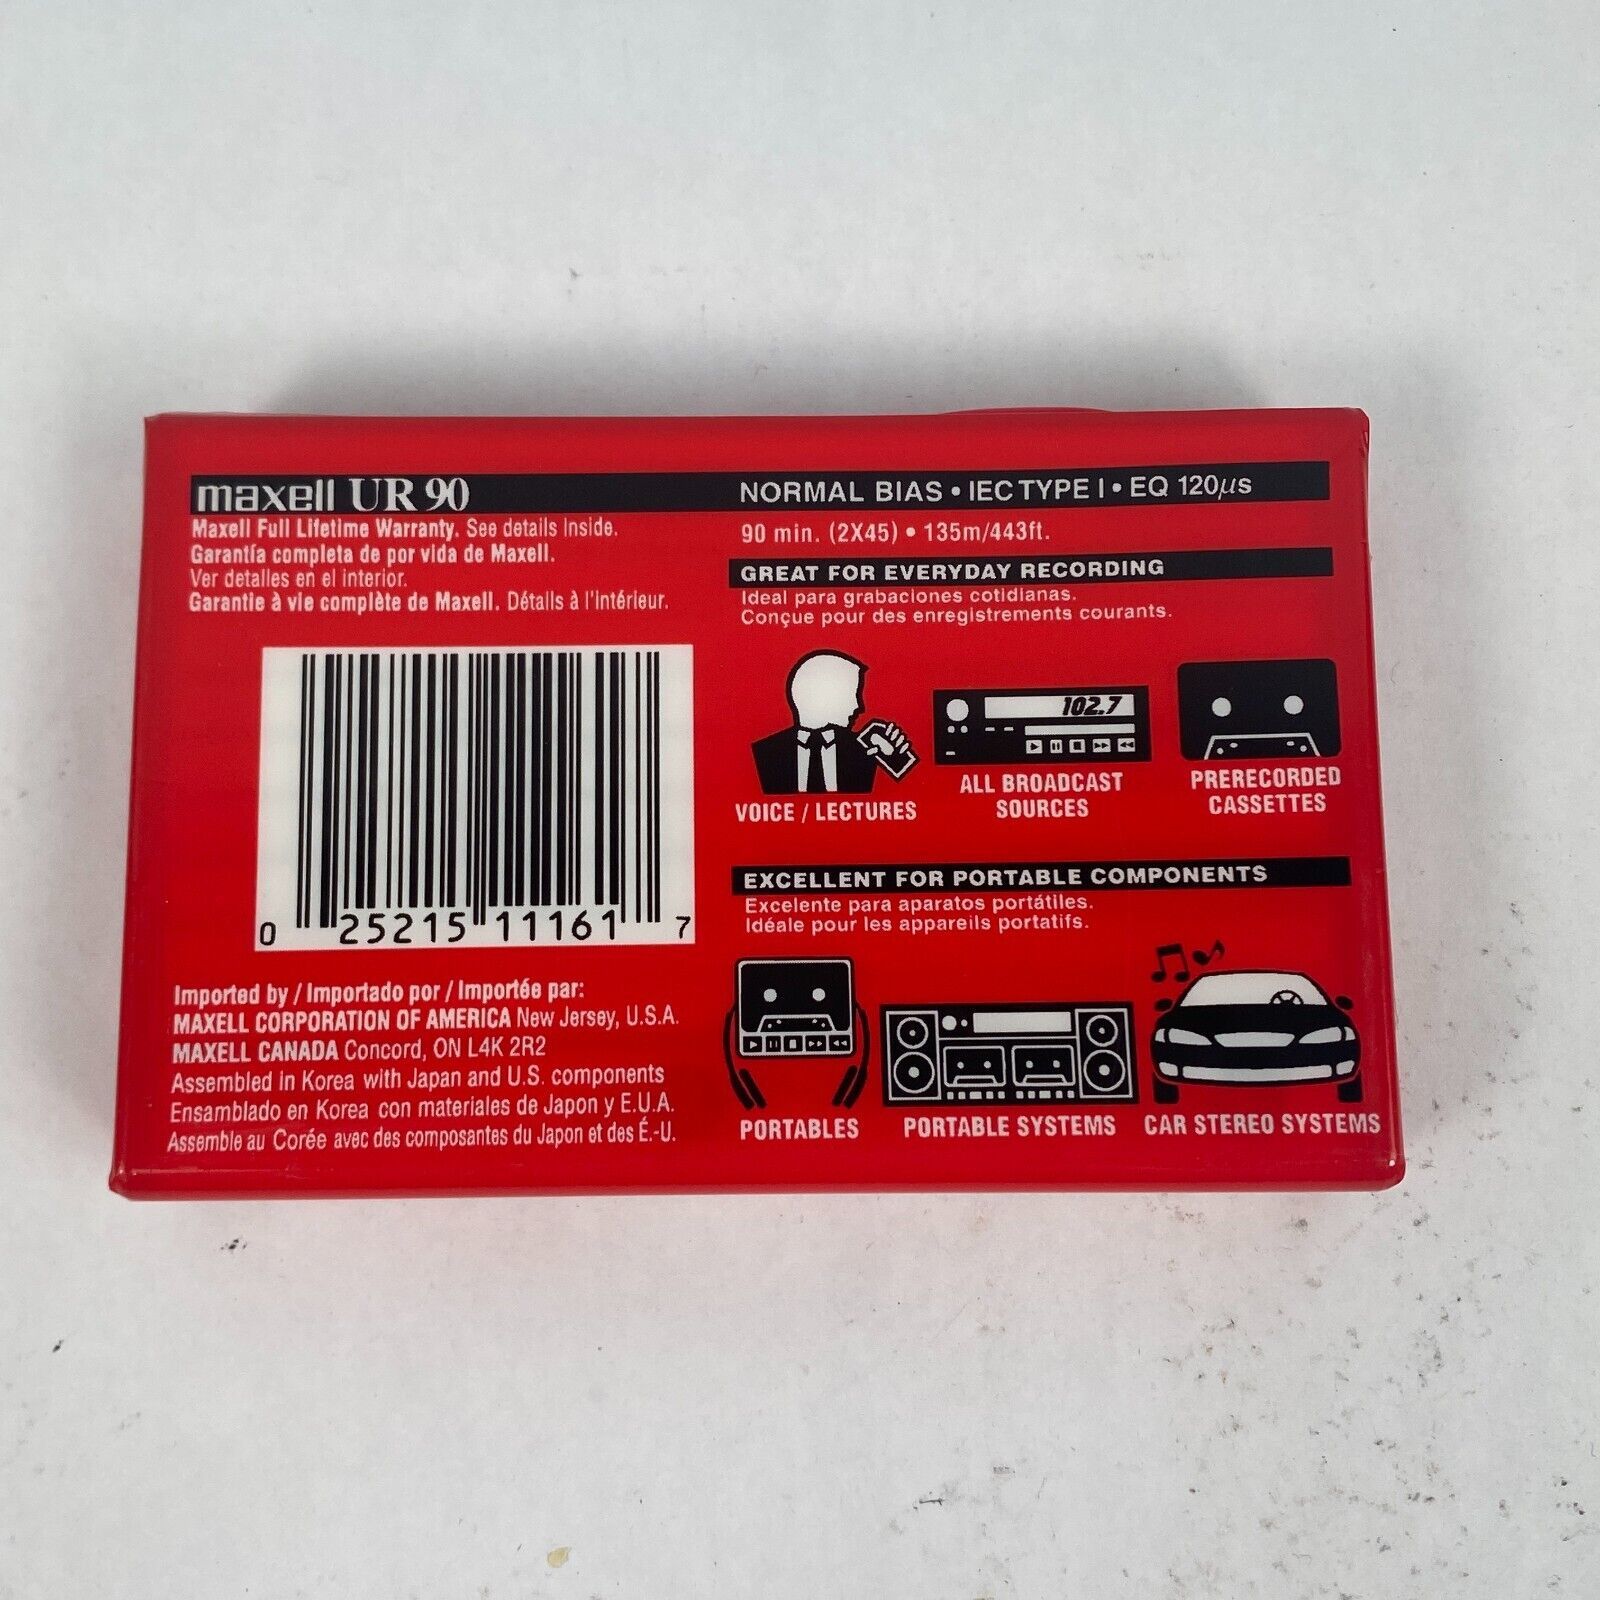 maxell UR 90
Maxell Full Lifetime Warranty. See details Inside.
Garantía completa de por vida de Maxell.
Ver detalles en el interior.
Garantie à vie complète de Maxell. Détails à l'intérieur.
0 25215 11161 7
Imported by / Importado por / Importée par:
MAXELL CORPORATION OF AMERICA New Jersey, U.S.A.
MAXELL CANADA Concord, ON L4K 2R2
Assembled in Korea with Japan and U.S. components
Ensamblado en Korea con materiales de Japon y E.U.A.
Assemble au Corée avec des composantes du Japon et des É.-U.
NORMAL BIAS • IEC TYPE I • EQ 120µs
90 min. (2X45) • 135m/443ft.
GREAT FOR EVERYDAY RECORDING
Ideal para grabaciones cotidianas.
Conçue pour des enregistrements courants.
102.7
VOICE / LECTURES
ALL BROADCAST
SOURCES
PRERECORDED
CASSETTES
EXCELLENT FOR PORTABLE COMPONENTS
Excelente para aparatos portátiles.
Idéale pour les appareils portatifs.
PORTABLES
PORTABLE SYSTEMS
CAR STEREO SYSTEMS